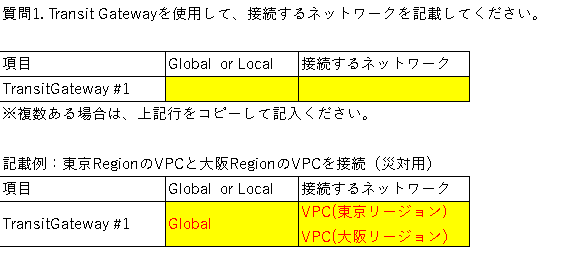 質問1. Transit Gatewayを使用して、接続するネットワークを記載してください。
項目 Global or Local 接続するネットワーク
TransitGateway #1
※複数ある場合は、上記行をコピーして記入ください。
記載例：東京RegionのVPCと大阪RegionのVPCを接続（災対用）
項目 Global or Local 接続するネットワーク
TransitGateway #1 Global VPC(東京リージョン)
VPC(大阪リージョン)